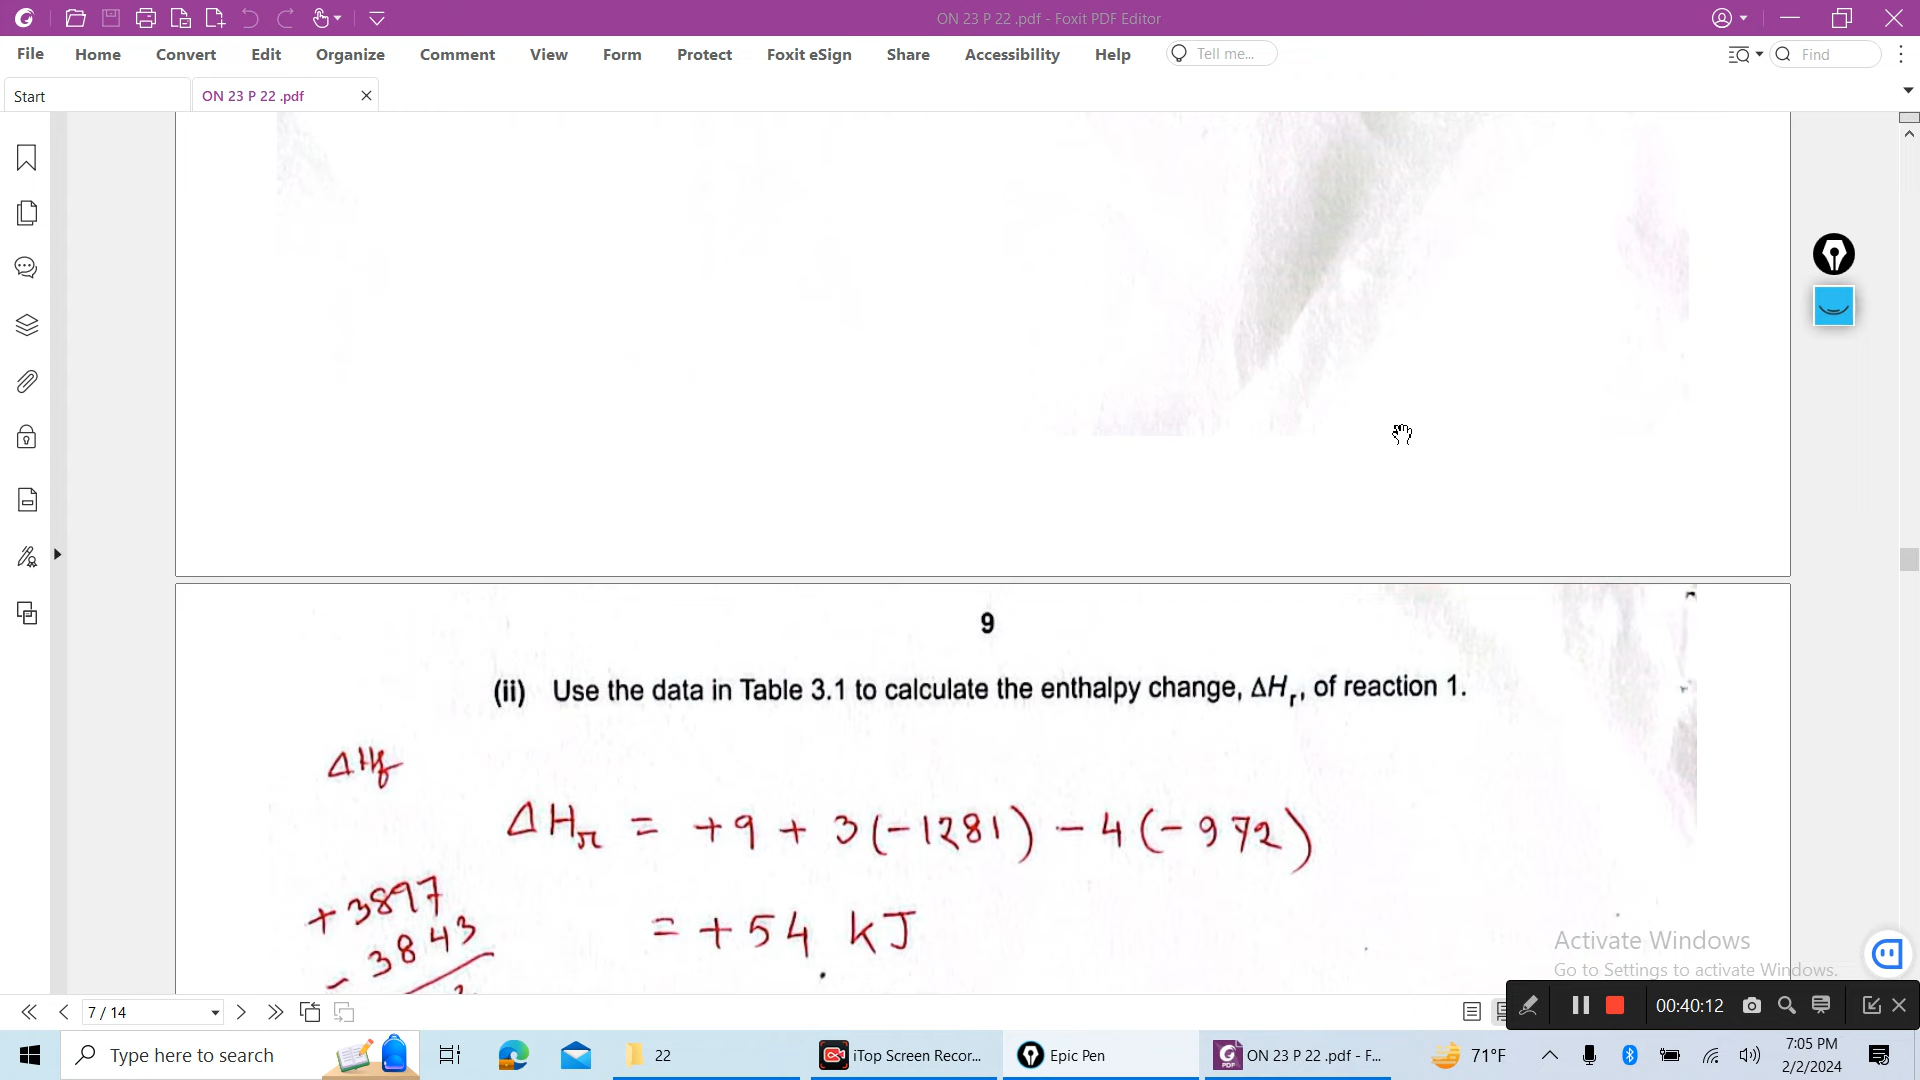 ON 23 P 22 .pdf - Foxit PDF Editor
File Home Convert Edit Organize Comment View Form Protect Foxit eSign Share Accessibility Help Tell me... Find
Start ON 23 P 22 .pdf
9
(ii) Use the data in Table 3.1 to calculate the enthalpy change, ΔHr, of reaction 1.
ΔHf
ΔHr = +9 + 3(-1281) - 4(-972)
+3897
= +54 kJ
- 3843
Activate Windows
Go to Settings to activate Windows.
7 / 14
00:40:12
Type here to search 22 iTop Screen Recor... Epic Pen ON 23 P 22 .pdf - F... 71°F
7:05 PM
2/2/2024